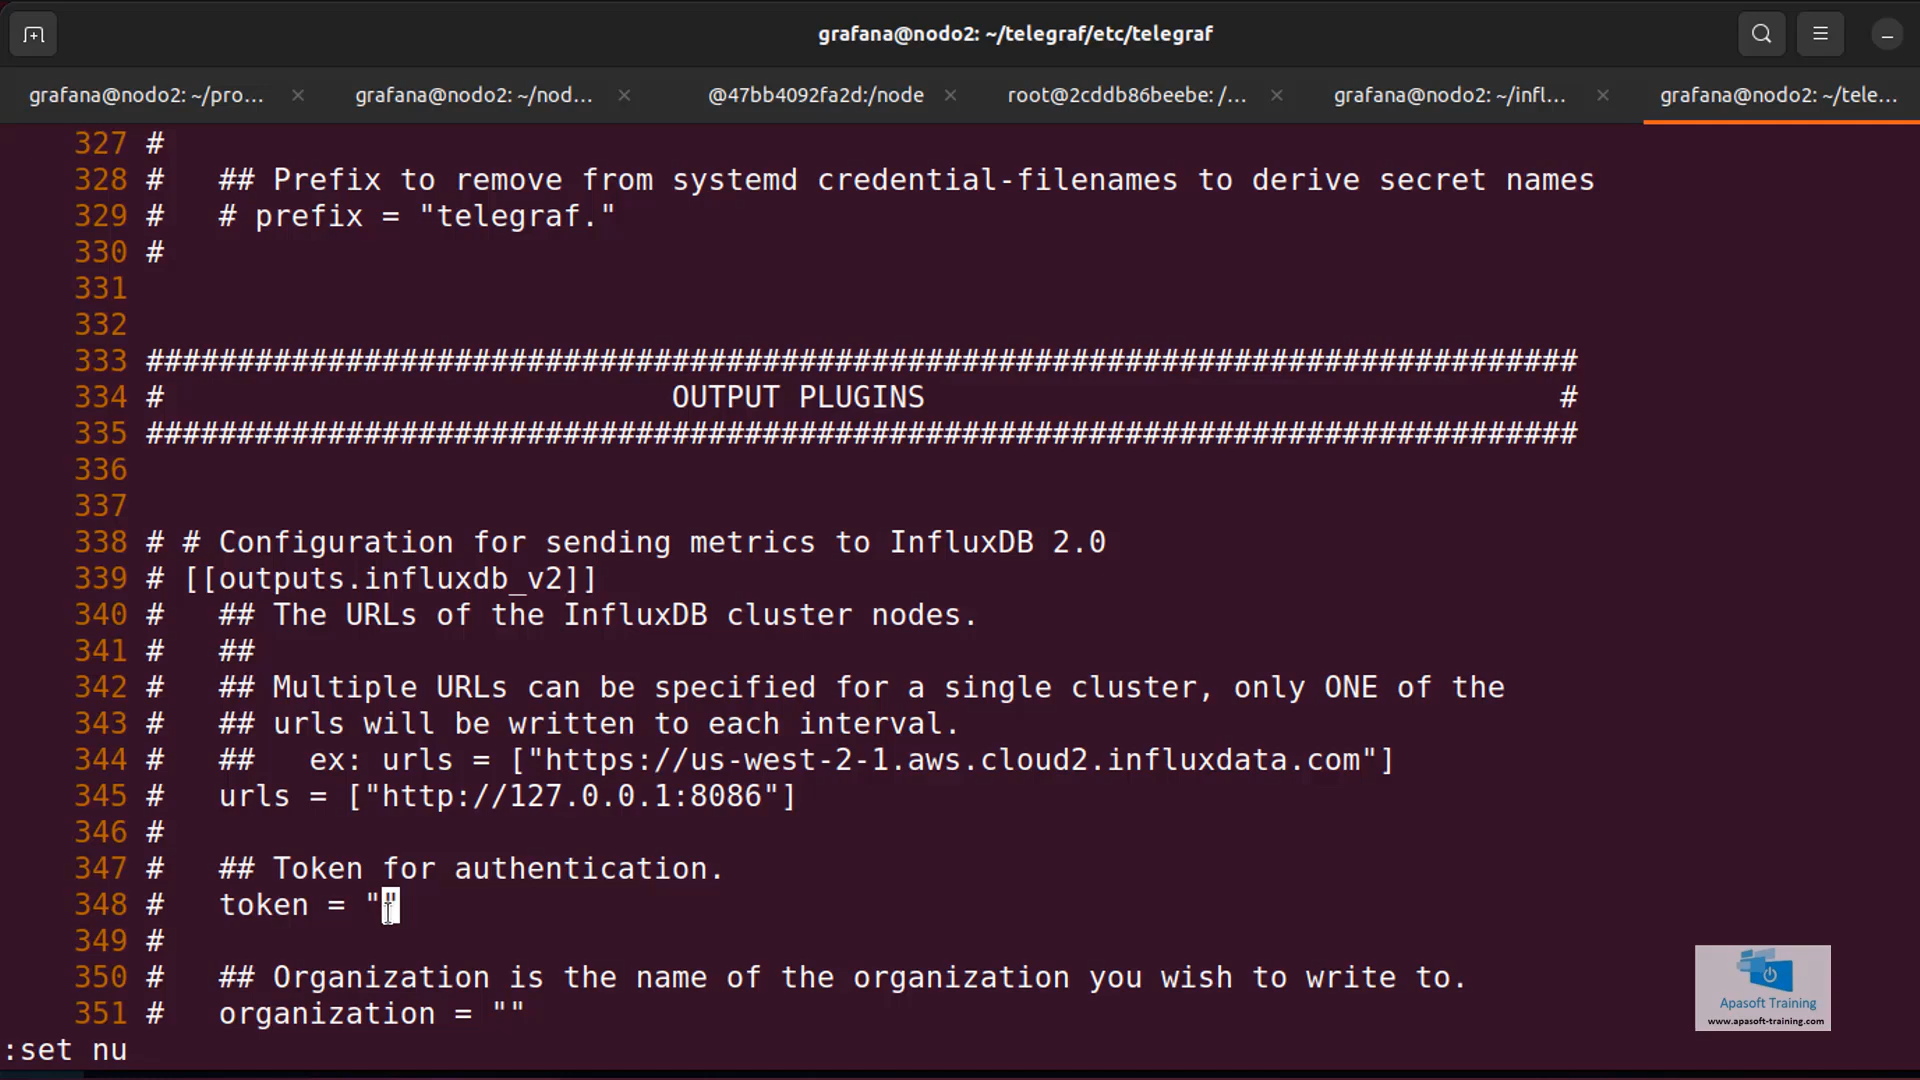 grafana@nodo2: ~/telegraf/etc/telegraf
grafana@nodo2: ~/pro... × grafana@nodo2: ~/nod... × @47bb4092fa2d:/node × root@2cddb86beebe: /... × grafana@nodo2: ~/infl... × grafana@nodo2: ~/tele...
327 #
328 #   ## Prefix to remove from systemd credential-filenames to derive secret names
329 #   # prefix = "telegraf."
330 #
331
332
333 ###############################################################################
334 #                            OUTPUT PLUGINS                                   #
335 ###############################################################################
336
337
338 # # Configuration for sending metrics to InfluxDB 2.0
339 # [[outputs.influxdb_v2]]
340 #   ## The URLs of the InfluxDB cluster nodes.
341 #   ##
342 #   ## Multiple URLs can be specified for a single cluster, only ONE of the
343 #   ## urls will be written to each interval.
344 #   ##   ex: urls = ["https://us-west-2-1.aws.cloud2.influxdata.com"]
345 #   urls = ["http://127.0.0.1:8086"]
346 #
347 #   ## Token for authentication.
348 #   token = ""
349 #
350 #   ## Organization is the name of the organization you wish to write to.
351 #   organization = ""
:set nu
Apasoft Training
www.apasoft-training.com